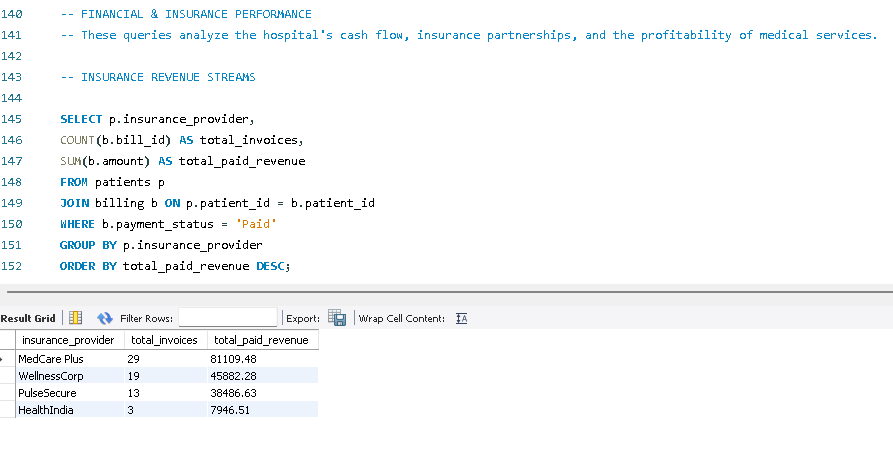 140 -- FINANCIAL & INSURANCE PERFORMANCE
141 -- These queries analyze the hospital's cash flow, insurance partnerships, and the profitability of medical services.
142
143 -- INSURANCE REVENUE STREAMS
144
145 SELECT p.insurance_provider,
146 COUNT(b.bill_id) AS total_invoices,
147 SUM(b.amount) AS total_paid_revenue
148 FROM patients p
149 JOIN billing b ON p.patient_id = b.patient_id
150 WHERE b.payment_status = 'Paid'
151 GROUP BY p.insurance_provider
152 ORDER BY total_paid_revenue DESC;
Result Grid Filter Rows: Export: Wrap Cell Content:
insurance_provider total_invoices total_paid_revenue
MedCare Plus 29 81109.48
WellnessCorp 19 45882.28
PulseSecure 13 38486.63
HealthIndia 3 7946.51